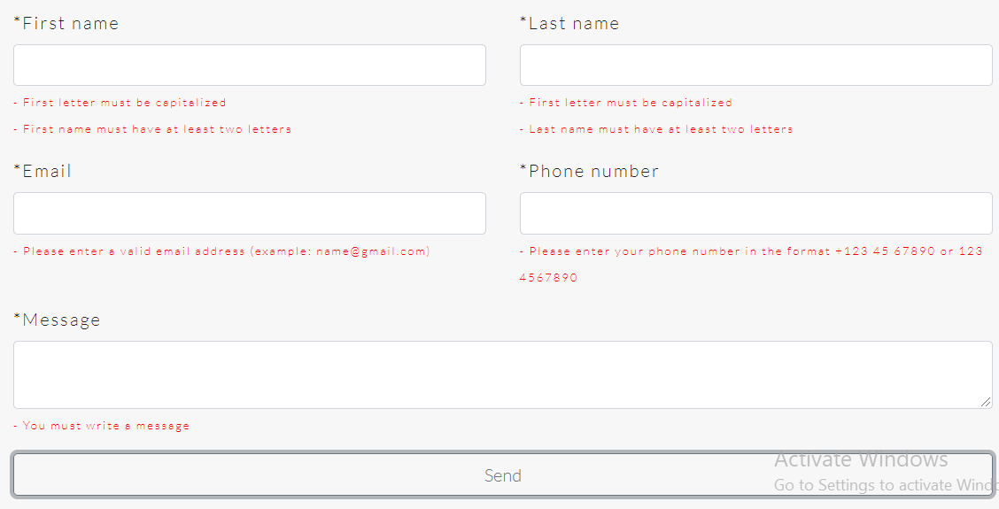 *First name
*Last name
- First letter must be capitalized
- First name must have at least two letters
- First letter must be capitalized
- Last name must have at least two letters
*Email
*Phone number
- Please enter a valid email address (example: name@gmail.com)
- Please enter your phone number in the format +123 45 67890 or 123
4567890
*Message
- You must write a message
Send
Activate Windows
Go to Settings to activate Wind